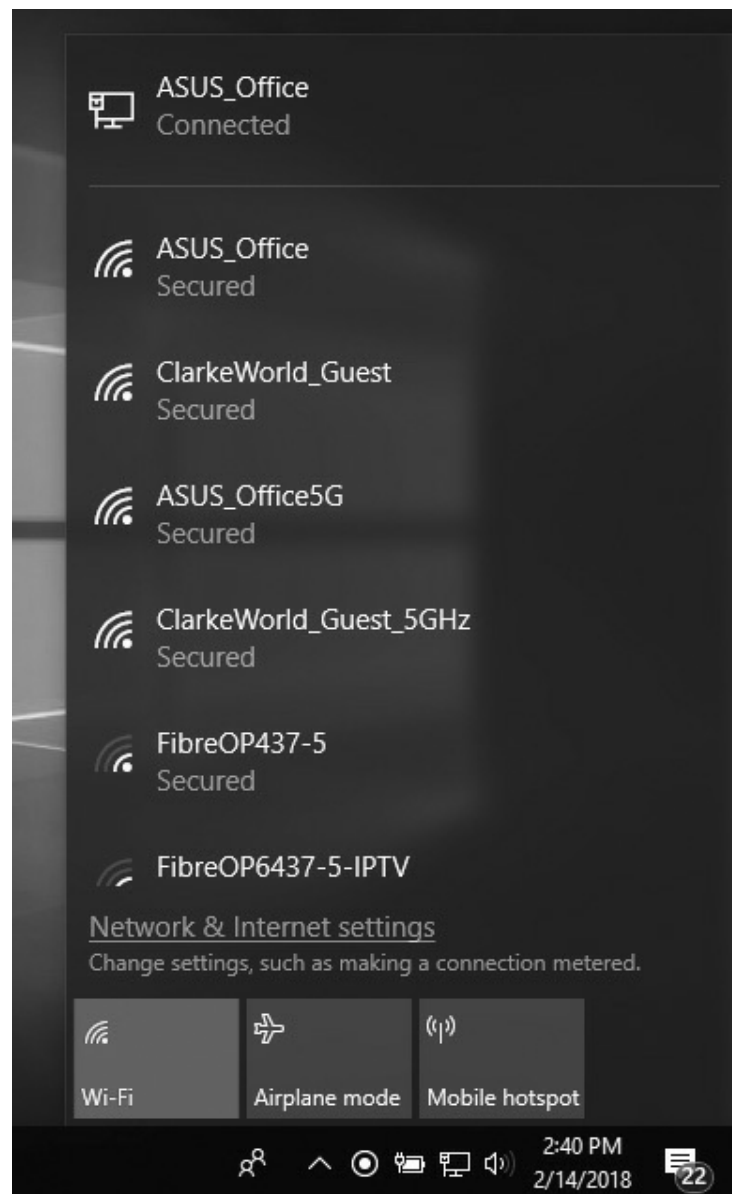 ASUS_Office
Connected
ASUS_Office
Secured
ClarkeWorld_Guest
Secured
ASUS_Office5G
Secured
ClarkeWorld_Guest_5GHz
Secured
FibreOP437-5
Secured
FibreOP6437-5-IPTV
Network & Internet settings
Change settings, such as making a connection metered.
Wi-Fi
Airplane mode
Mobile hotspot
2:40 PM
2/14/2018
22